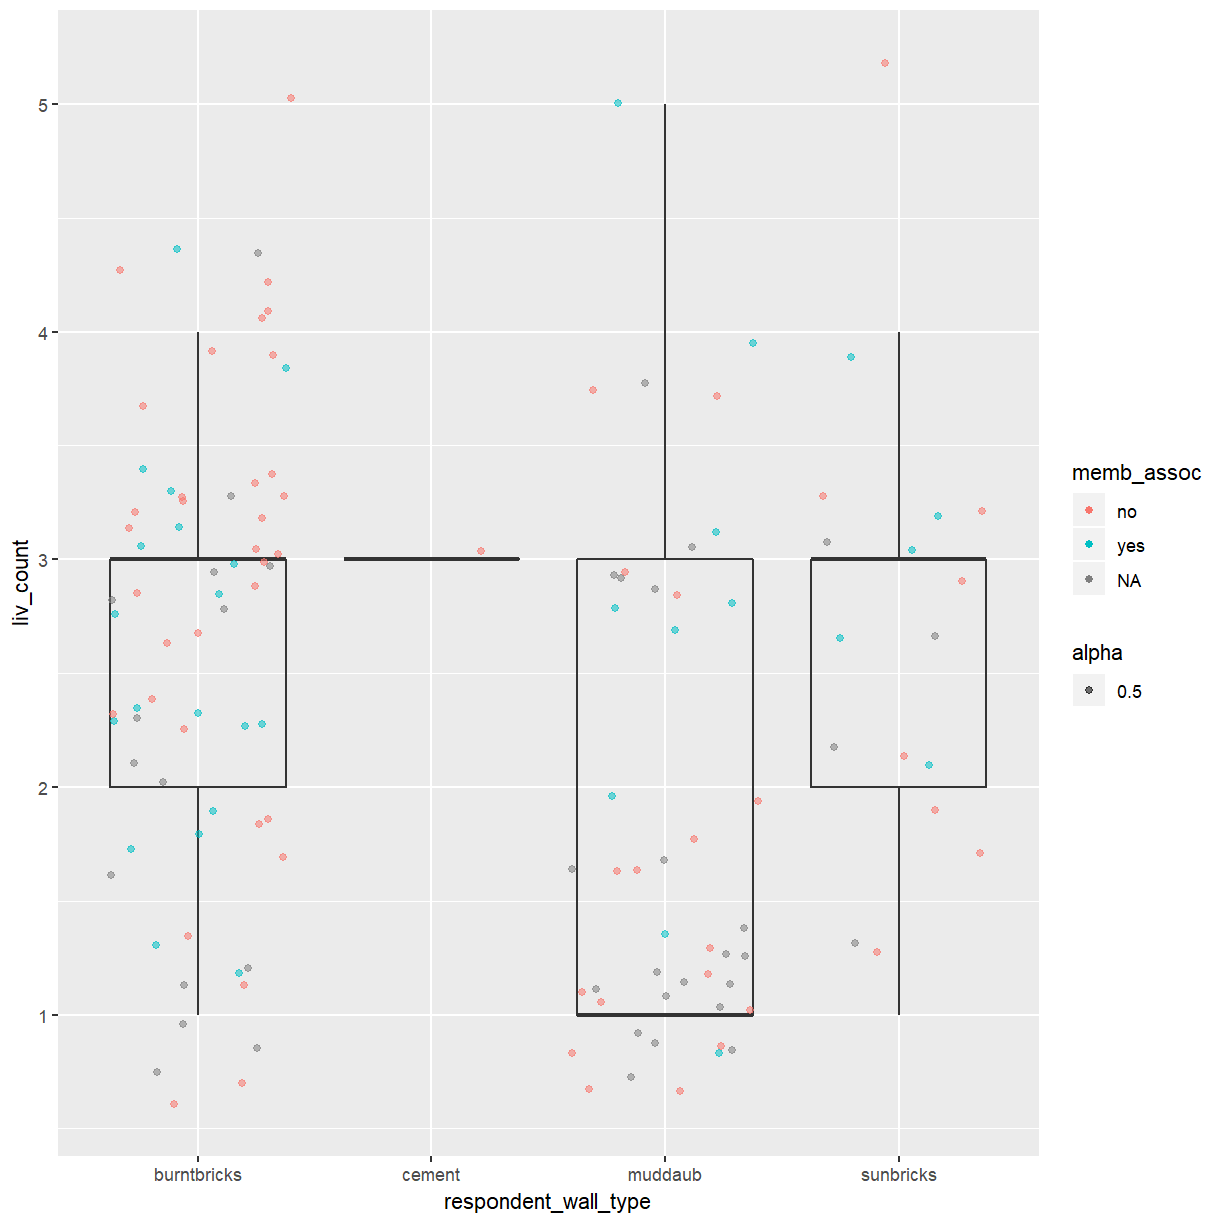 5
4
3
2
1
liv_count
burntbricks cement muddaub sunbricks
respondent_wall_type
memb_assoc
no
yes
NA
alpha
0.5